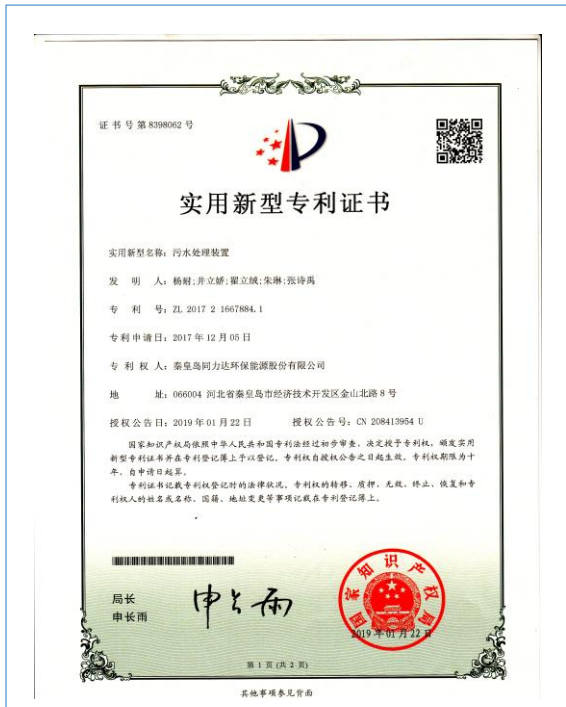 证书号第8398062号
实用新型专利证书
实用新型名称：污水处理装置
发明人：杨耐;井立娇;翟立绒;朱琳;张诗禹
专利号：ZL 2017 2 1667884.1
专利申请日：2017年12月05日
专利权人：秦皇岛同力达环保能源股份有限公司
地址：066004 河北省秦皇岛市经济技术开发区金山北路8号
授权公告日：2019年01月22日 授权公告号：CN 208413954 U
国家知识产权局依照中华人民共和国专利法经过初步审查，决定授予专利权，颁发实用
新型专利证书并在专利登记簿上予以登记。专利权自授权公告之日起生效。专利权期限为十
年，自申请日起算。
专利证书记载专利权登记时的法律状况。专利权的转移、质押、无效、终止、恢复和专
利权人的姓名或名称、国籍、地址变更等事项记载在专利登记簿上。
局长
申长雨
申长雨
国家知识产权局
2019年01月22日
第1页(共2页)
其他事项参见背面